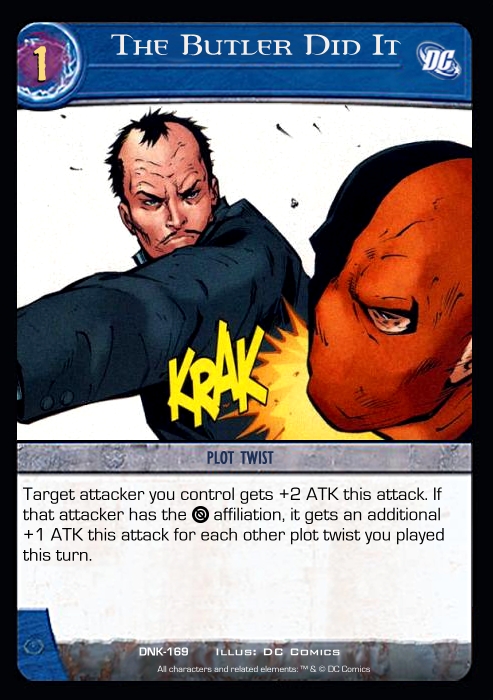 1
The Butler Did It
DC
KRAK
PLOT TWIST
Target attacker you control gets +2 ATK this attack. If
that attacker has the affiliation, it gets an additional
+1 ATK this attack for each other plot twist you played
this turn.
DNK-169 Illus: DC Comics
All characters and related elements: ™ & © DC Comics